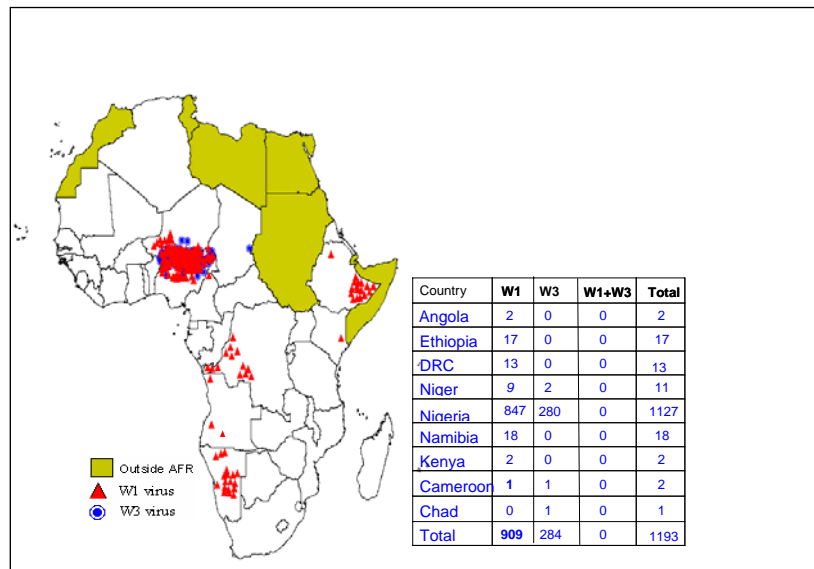 Country W1 W3 W1+W3 Total
Angola 2 0 0 2
Ethiopia 17 0 0 17
DRC 13 0 0 13
Niger 9 2 0 11
Nigeria 847 280 0 1127
Namibia 18 0 0 18
Kenya 2 0 0 2
Cameroon 1 1 0 2
Chad 0 1 0 1
Total 909 284 0 1193
Outside AFR
W1 virus
W3 virus